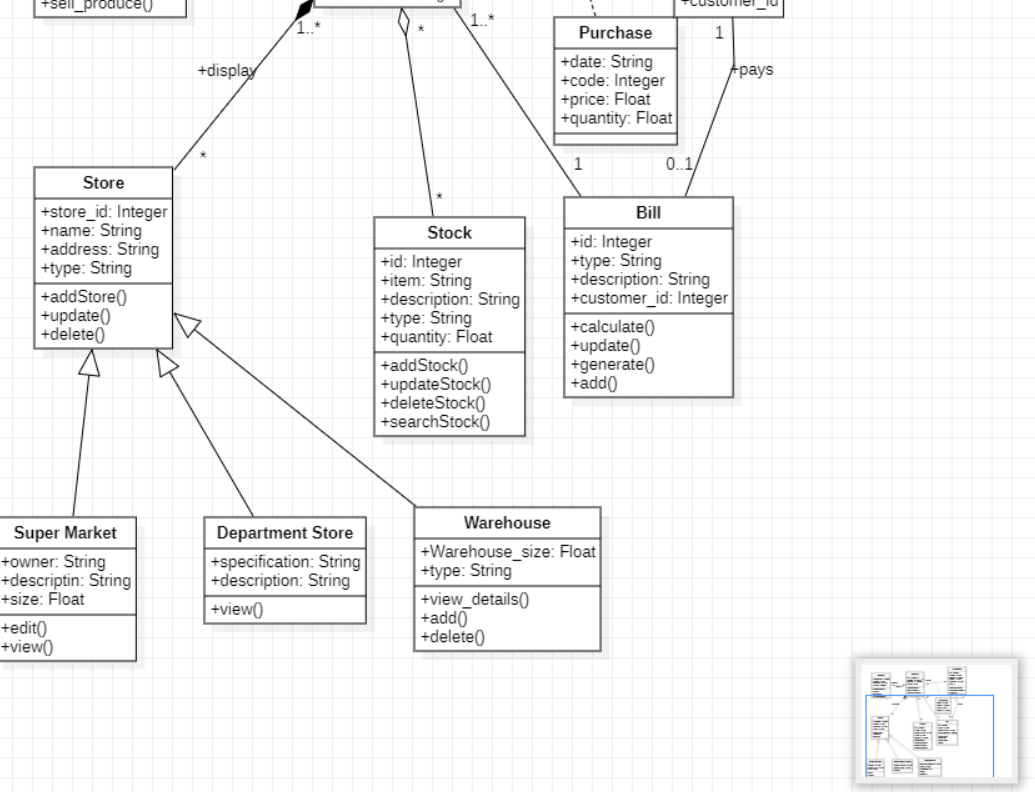 +sell_produce()
+customer_id
1..*
*
1..*
1
+display
+pays
*
1
0..1
*
Purchase
+date: String
+code: Integer
+price: Float
+quantity: Float
Store
+store_id: Integer
+name: String
+address: String
+type: String
+addStore()
+update()
+delete()
Stock
+id: Integer
+item: String
+description: String
+type: String
+quantity: Float
+addStock()
+updateStock()
+deleteStock()
+searchStock()
Bill
+id: Integer
+type: String
+description: String
+customer_id: Integer
+calculate()
+update()
+generate()
+add()
Super Market
+owner: String
+descriptin: String
+size: Float
+edit()
+view()
Department Store
+specification: String
+description: String
+view()
Warehouse
+Warehouse_size: Float
+type: String
+view_details()
+add()
+delete()